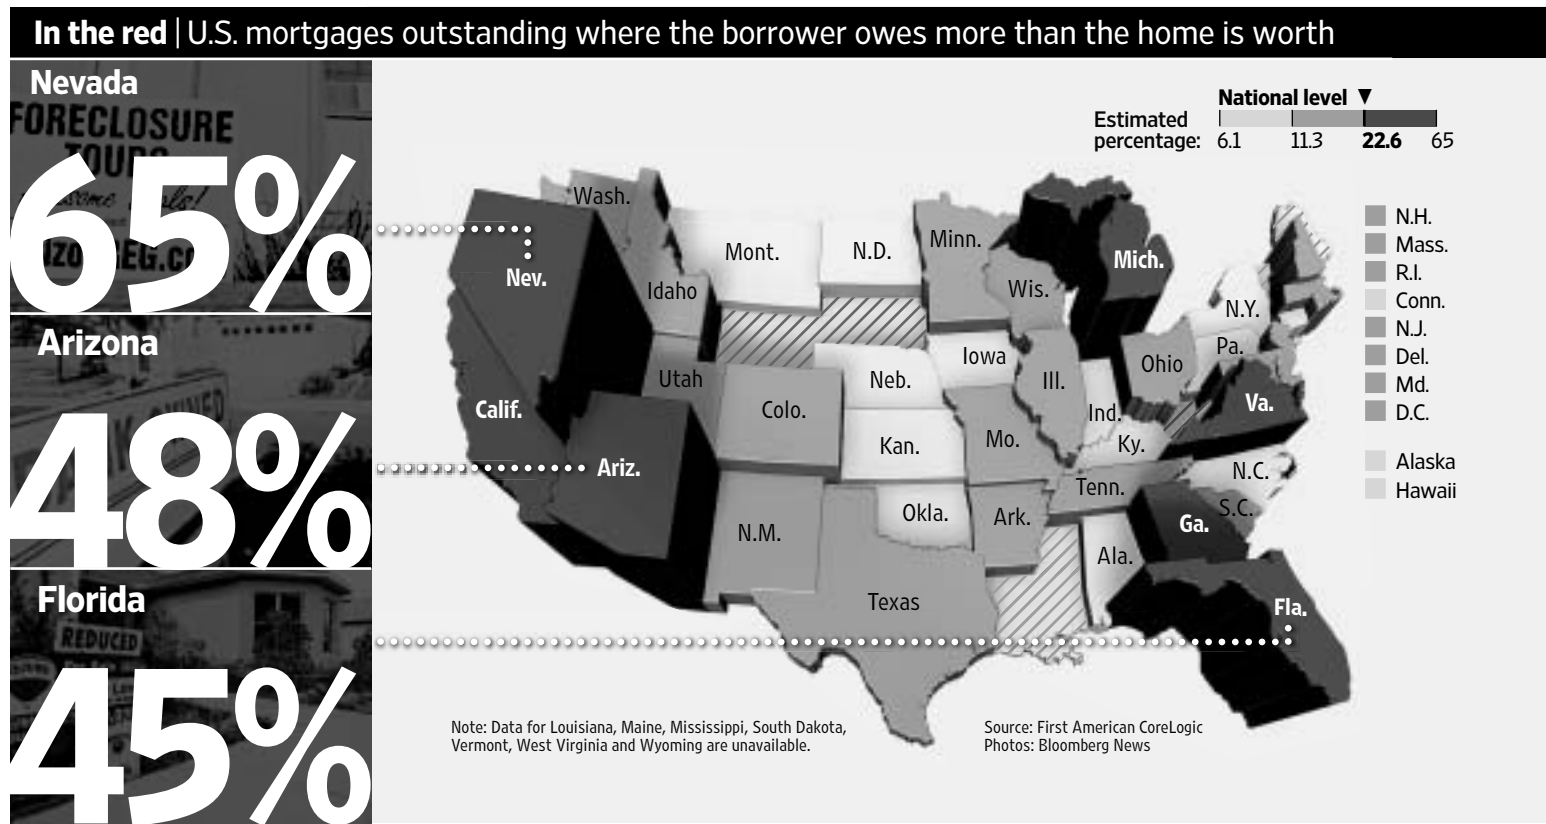 In the red | U.S. mortgages outstanding where the borrower owes more than the home is worth
Nevada
FORECLOSURE
TOURS
65%
Arizona
48%
Florida
REDUCED
45%
National level ▼
Estimated
percentage: 6.1 11.3 22.6 65
Wash.
Mont.
N.D.
Minn.
Mich.
Nev.
Idaho
Wis.
N.Y.
Iowa
Pa.
Utah
Neb.
Ill.
Ohio
Calif.
Colo.
Ind.
Va.
Kan.
Mo.
Ky.
Ariz.
N.C.
Tenn.
Okla.
Ark.
S.C.
Ga.
N.M.
Ala.
Texas
Fla.
N.H.
Mass.
R.I.
Conn.
N.J.
Del.
Md.
D.C.
Alaska
Hawaii
Note: Data for Louisiana, Maine, Mississippi, South Dakota,
Vermont, West Virginia and Wyoming are unavailable.
Source: First American CoreLogic
Photos: Bloomberg News